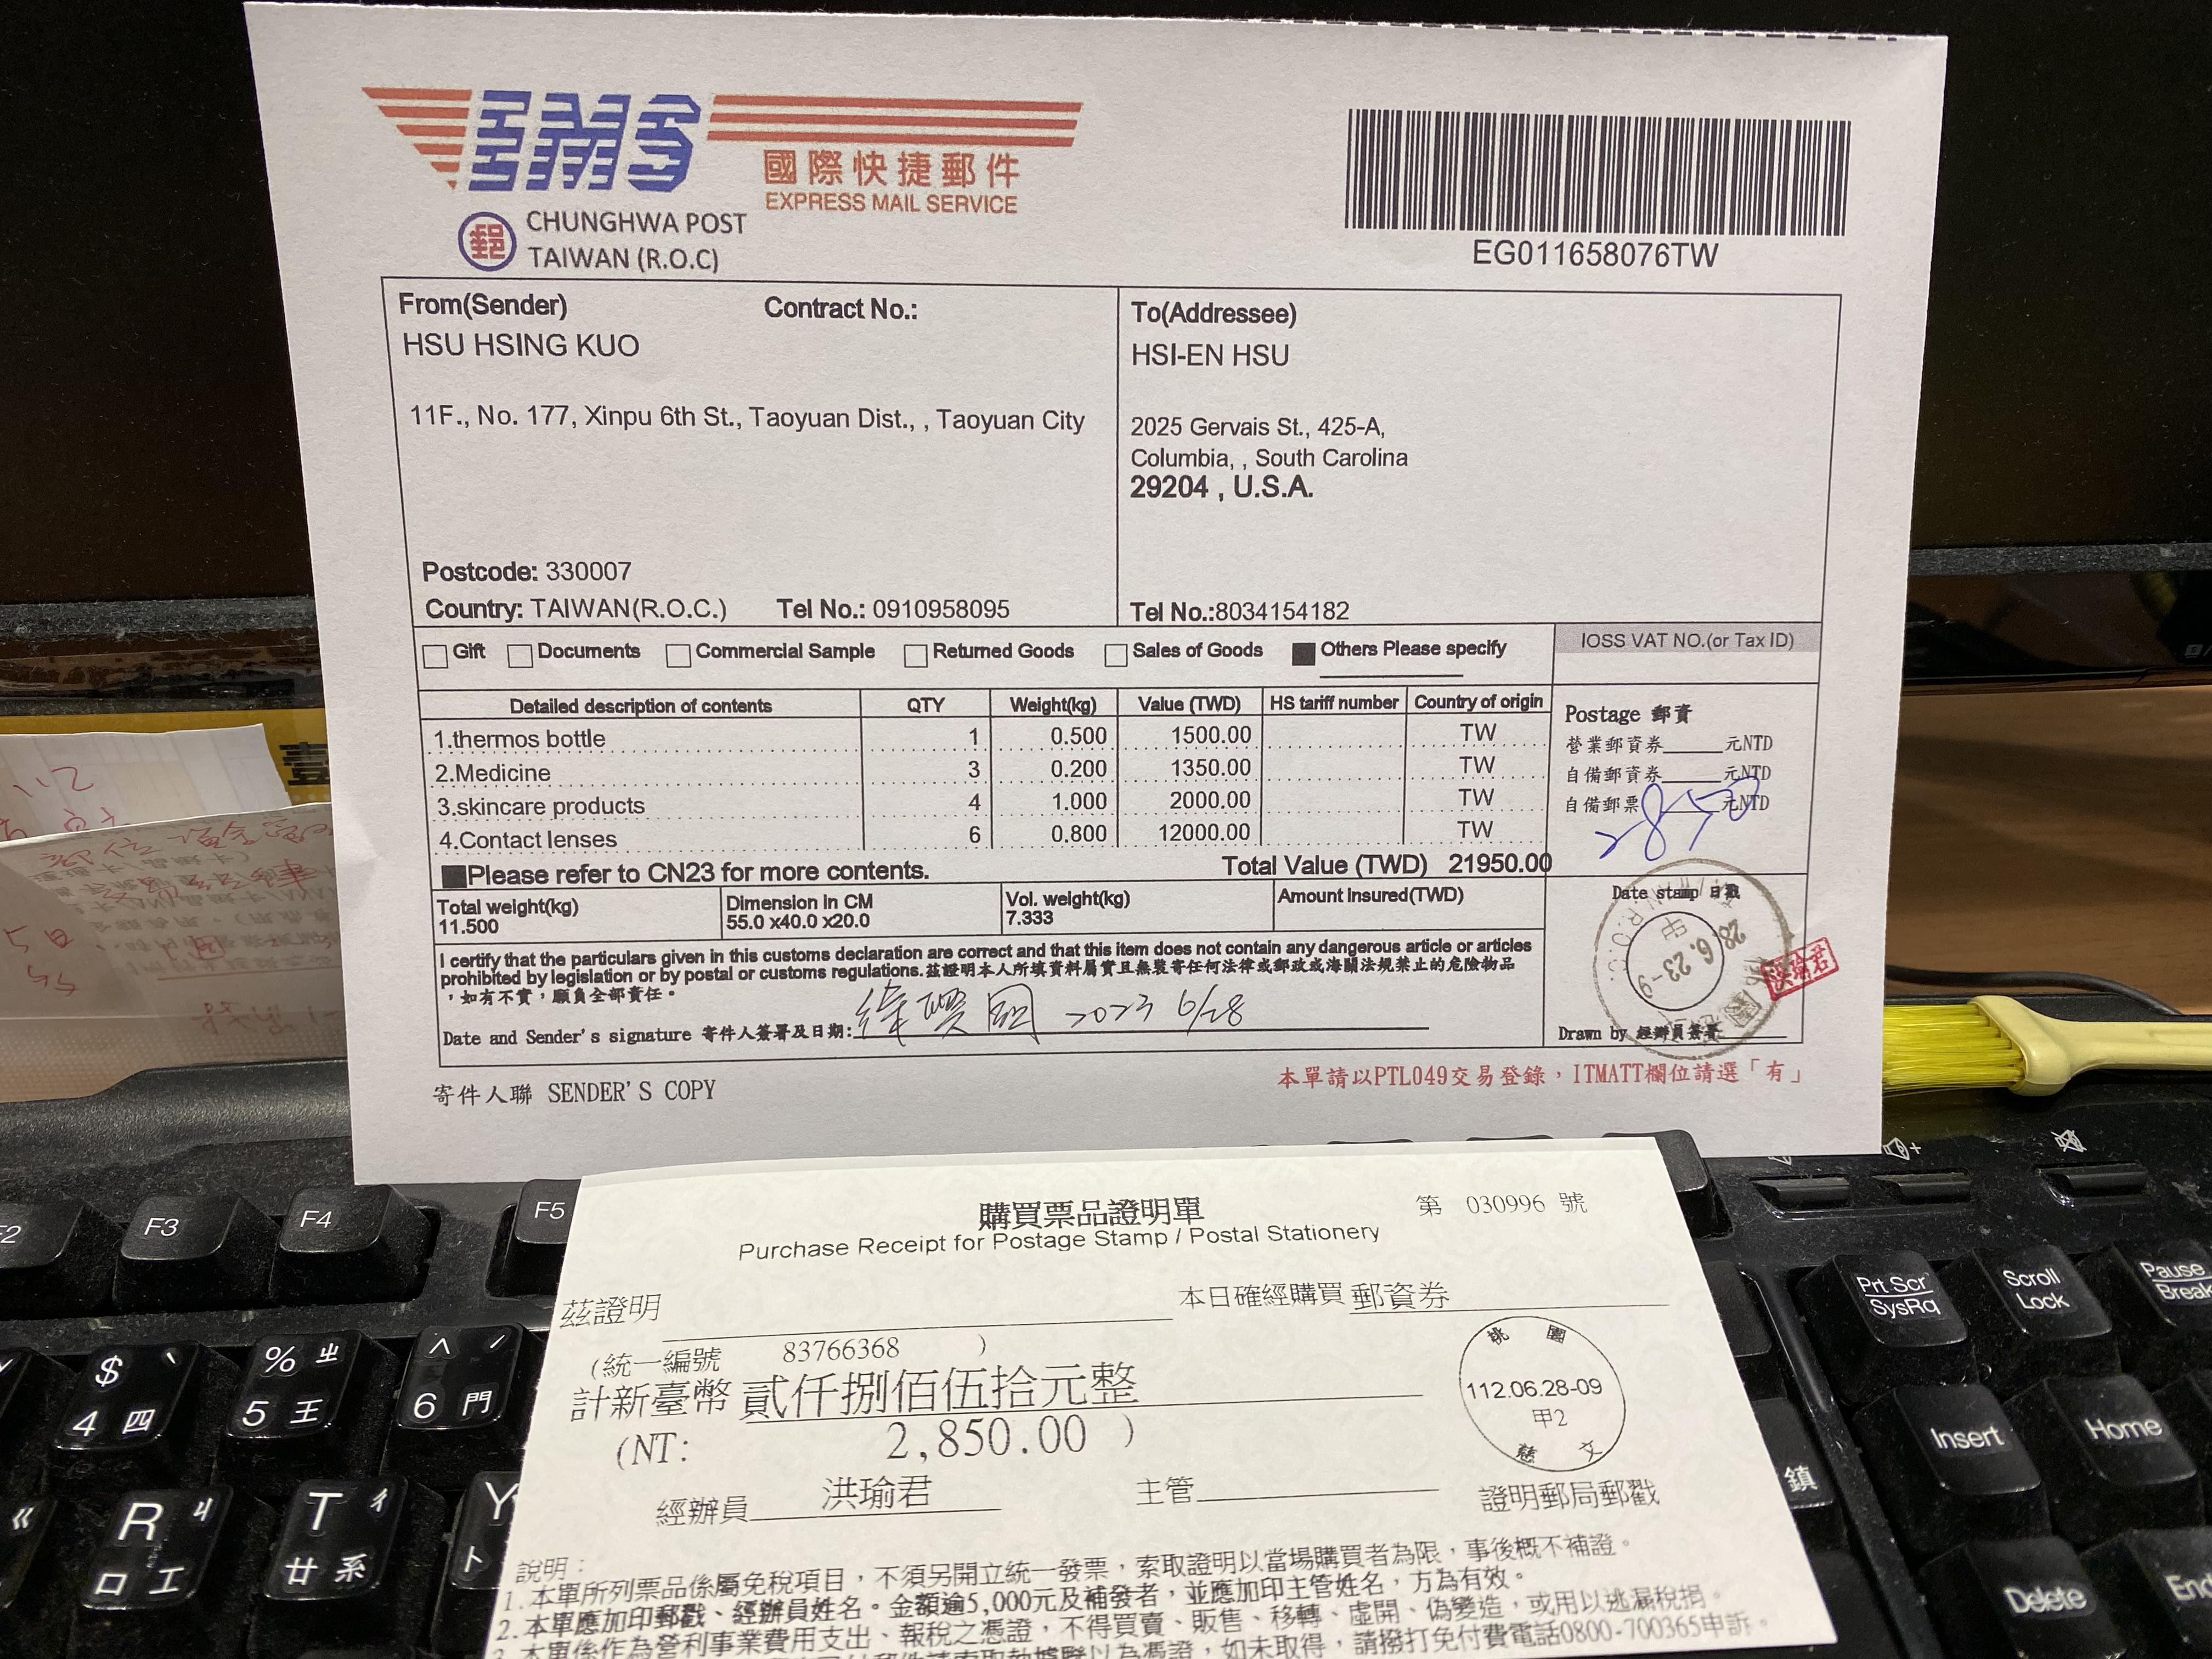 EMS
國際快捷郵件
EXPRESS MAIL SERVICE
郵 CHUNGHWA POST
TAIWAN (R.O.C)
EG011658076TW
From(Sender) Contract No.:
HSU HSING KUO
11F., No. 177, Xinpu 6th St., Taoyuan Dist., , Taoyuan City
Postcode: 330007
Country: TAIWAN(R.O.C.) Tel No.: 0910958095
To(Addressee)
HSI-EN HSU
2025 Gervais St., 425-A,
Columbia, , South Carolina
29204 , U.S.A.
Tel No.:8034154182
Gift Documents Commercial Sample Returned Goods Sales of Goods Others Please specify
IOSS VAT NO.(or Tax ID)
Detailed description of contents QTY Weight(kg) Value (TWD) HS tariff number Country of origin
1.thermos bottle 1 0.500 1500.00 TW
2.Medicine 3 0.200 1350.00 TW
3.skincare products 4 1.000 2000.00 TW
4.Contact lenses 6 0.800 12000.00 TW
Please refer to CN23 for more contents. Total Value (TWD) 21950.00
Postage 郵資
營業郵資券 元NTD
自備郵資券 元NTD
自備郵票 元NTD
2850
Total weight(kg)
11.500
Dimension in CM
55.0 x40.0 x20.0
Vol. weight(kg)
7.333
Amount Insured(TWD)
Date stamp 日戳
28. 6. 23-9
甲
洪瑜君
I certify that the particulars given in this customs declaration are correct and that this item does not contain any dangerous article or articles
prohibited by legislation or by postal or customs regulations.茲證明本人所填資料屬實且無裝寄任何法律或郵政或海關法規禁止的危險物品
，如有不實，願負全部責任。
Date and Sender's signature 寄件人簽署及日期: 2023 6/28
Drawn by 經辦員簽署
寄件人聯 SENDER'S COPY
本單請以PTL049交易登錄，ITMATT欄位請選「有」
購買票品證明單 第 030996 號
Purchase Receipt for Postage Stamp / Postal Stationery
茲證明 本日確經購買 郵資券
(統一編號 83766368 )
計新臺幣 貳仟捌佰伍拾元整
(NT: 2,850.00 )
桃園
112.06.28-09
甲2
慈文
經辦員 洪瑜君 主管 證明郵局郵戳
說明：
1.本單所列票品係屬免稅項目，不須另開立統一發票，索取證明以當場購買者為限，事後概不補證。
2.本單應加印郵戳、經辦員姓名。金額逾5,000元及補發者，並應加印主管姓名，方為有效。
3.本單係作為營利事業費用支出、報稅之憑證，不得買賣、販售、移轉、虛開、偽變造，或用以逃漏稅捐。
如未取得，請撥打免付費電話0800-700365申訴。
F2
F3
F4
F5
$ 4 四
% 5 王 ㄓ
6 門
R ㄐ 口 工
T ㄔ 廿 系
Y 卜
Prt Scr
SysRq
Scroll
Lock
Pause
Break
Insert
Home
Delete
End
鎮